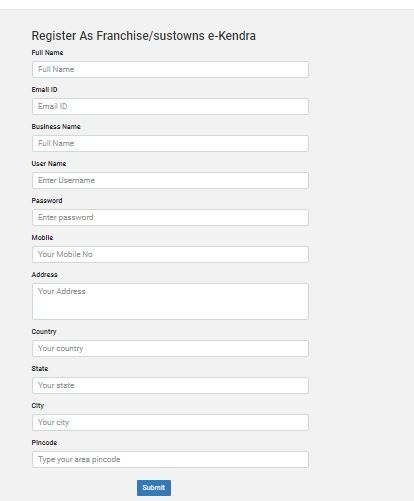 Register As Franchise/sustowns e-Kendra
Full Name
Full Name
Email ID
Email ID
Business Name
Full Name
User Name
Enter Username
Password
Enter password
Mobile
Your Mobile No
Address
Your Address
Country
Your country
State
Your state
City
Your city
Pincode
Type your area pincode
Submit